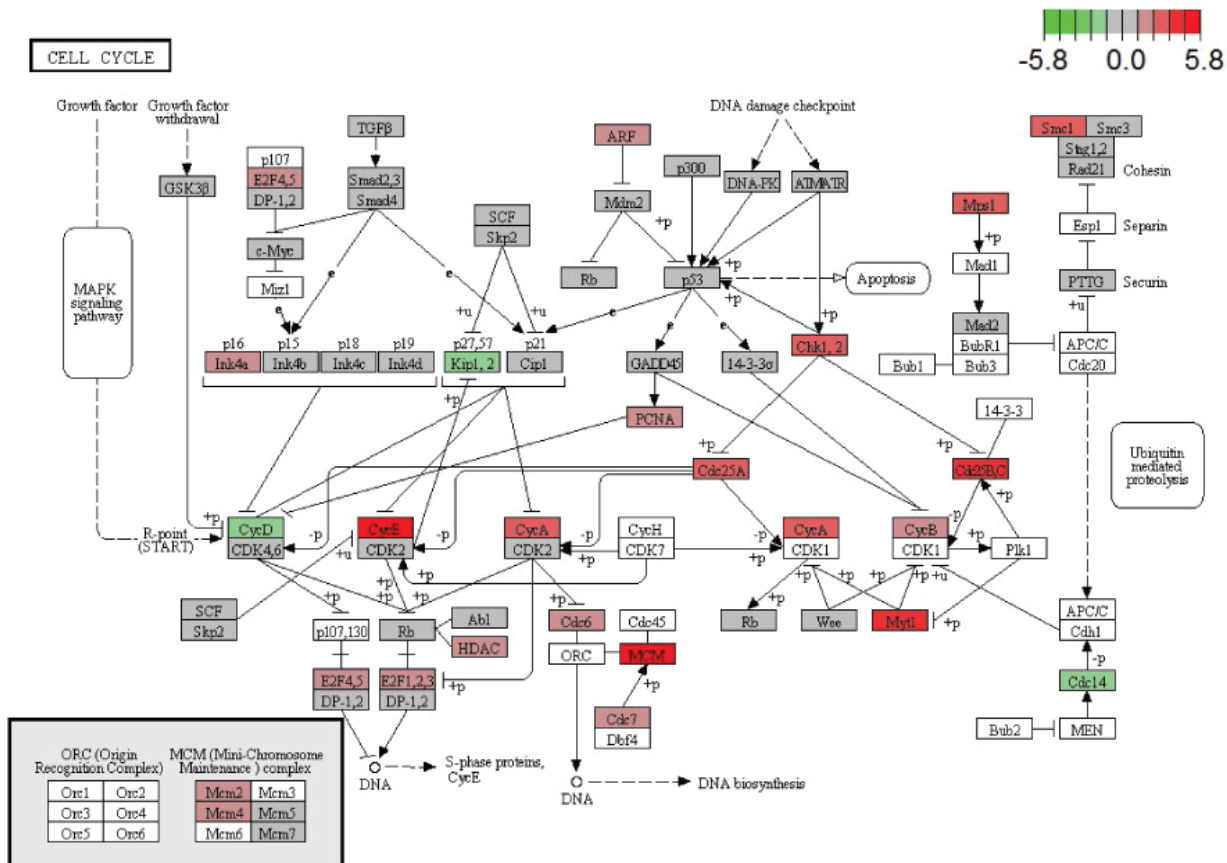 -5.8 0.0 5.8
CELL CYCLE
Growth factor
Growth factor
withdrawal
TGFβ
ARF
DNA damage checkpoint
Smc1 Smc3
Stag1,2
Rad21
Cohesin
p107
E2F4,5
DP-1,2
GSK3β
Smad2,3
Smad4
p300
DNA-PK
ATM/ATR
Mdm2
Mps1
+p
Esp1
Separin
SCF
Skp2
c-Myc
+p
Rb
p53
+p
+p
Apoptosis
Mad1
PTTG
Securin
MAPK
signaling
pathway
Miz1
e
e
e
+u
+u
e
e
e
+p
+u
Mad2
BubR1
Bub3
Bub1
APC/C
Cdc20
p16
Ink4a
p15
Ink4b
p18
Ink4c
p19
Ink4d
p27,57
Kip1, 2
p21
Cip1
GADD45
14-3-3σ
Chk1, 2
+p
PCNA
14-3-3
+p
Cdc25A
+p
Cdc25B,C
Ubiquitin
mediated
proteolysis
R-point
(START)
+p
CycD
CDK4,6
-p
CycE
CDK2
-p
CycA
CDK2
-p
+p
CycH
CDK7
-p
+p
CycA
CDK1
CycB
CDK1
-p
+p
+p
Plk1
+u
+p
+p
+p
+p
+p
+p
+p
+p
+p
+u
SCF
Skp2
p107,130
Rb
Abl
HDAC
Cdc6
Cdc45
ORC
MCM
Rb
Wee
Myt1
+p
APC/C
Cdh1
-p
E2F4,5
DP-1,2
E2F1,2,3
DP-1,2
+p
+p
Cdc7
Dbf4
Cdc14
Bub2
MEN
DNA
S-phase proteins,
CycE
DNA
DNA biosynthesis
ORC (Origin
Recognition Complex)
Orc1 Orc2
Orc3 Orc4
Orc5 Orc6
MCM (Mini-Chromosome
Maintenance ) complex
Mcm2 Mcm3
Mcm4 Mcm5
Mcm6 Mcm7